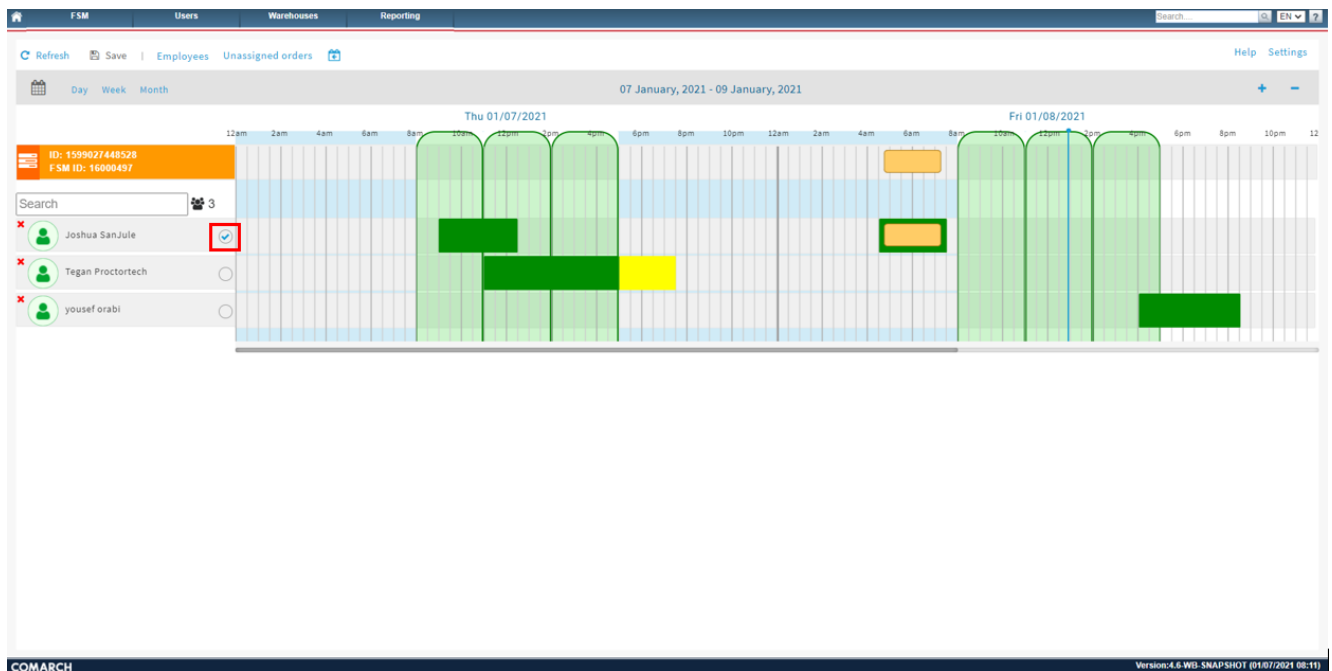 FSM Users Warehouses Reporting Search... EN ?
Refresh Save | Employees Unassigned orders Help Settings
Day Week Month 07 January, 2021 - 09 January, 2021 + −
Thu 01/07/2021 Fri 01/08/2021
12am 2am 4am 6am 8am 10am 12pm 2pm 4pm 6pm 8pm 10pm 12am 2am 4am 6am 8am 10am 12pm 2pm 4pm 6pm 8pm 10pm 12
ID: 1599027448528
FSM ID: 16000497
Search 3
Joshua SanJule
Tegan Proctortech
yousef orabi
COMARCH Version:4.6-WB-SNAPSHOT (01/07/2021 08:11)